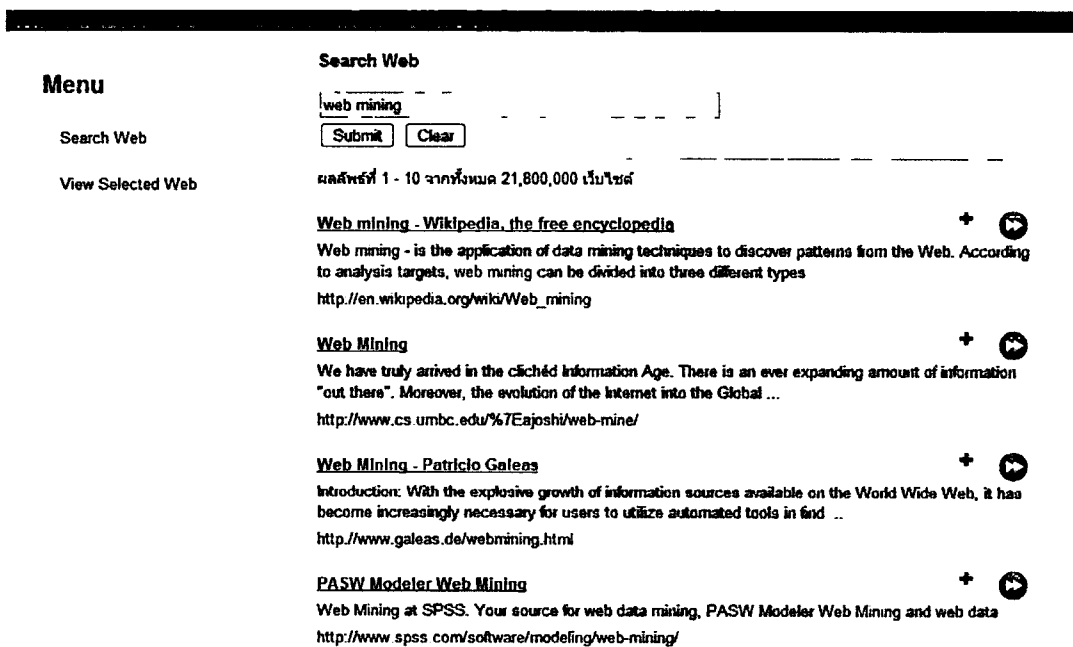 Search Web
Menu
web mining
Submit Clear
Search Web
View Selected Web
ผลลัพธ์ที่ 1 - 10 จากทั้งหมด 21,800,000 เว็บไซต์
Web mining - Wikipedia, the free encyclopedia
Web mining - is the application of data mining techniques to discover patterns from the Web. According
to analysis targets, web mining can be divided into three different types
http://en.wikipedia.org/wiki/Web_mining
Web Mining
We have truly arrived in the clichéd Information Age. There is an ever expanding amount of information
"out there". Moreover, the evolution of the Internet into the Global ...
http://www.cs.umbc.edu/%7Eajoshi/web-mine/
Web Mining - Patricio Galeas
Introduction: With the explosive growth of information sources available on the World Wide Web, it has
become increasingly necessary for users to utilize automated tools in find ..
http://www.galeas.de/webmining.html
PASW Modeler Web Mining
Web Mining at SPSS. Your source for web data mining, PASW Modeler Web Mining and web data
http://www.spss.com/software/modeling/web-mining/